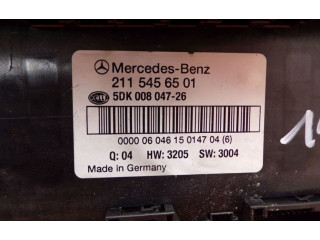 Mercedes-Benz
211 545 65 01
5DK 008 047-26
0000 06 046 15 0147 04 (6)
Q: 04 HW: 3205 SW: 3004
Made in Germany